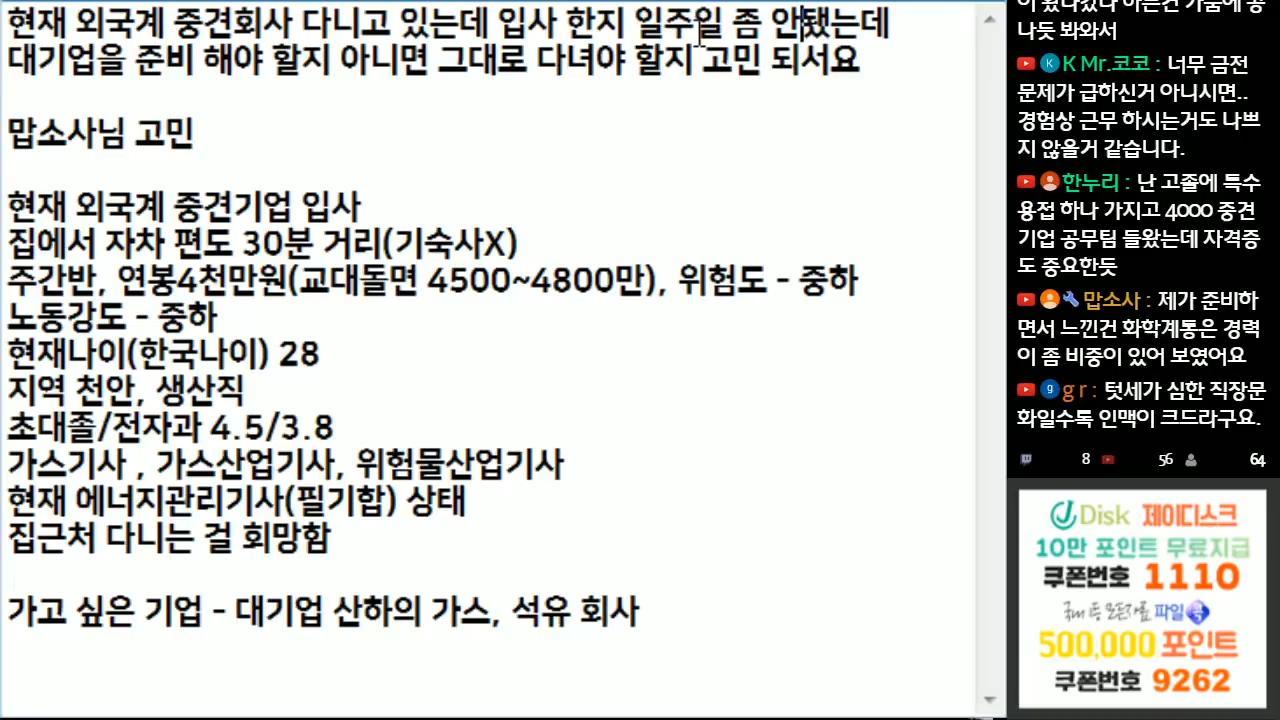 현재 외국계 중견회사 다니고 있는데 입사 한지 일주일 좀 안됐는데
대기업을 준비 해야 할지 아니면 그대로 다녀야 할지 고민 되서요
맙소사님 고민
현재 외국계 중견기업 입사
집에서 자차 편도 30분 거리(기숙사X)
주간반, 연봉4천만원(교대돌면 4500~4800만), 위험도 - 중하
노동강도 - 중하
현재나이(한국나이) 28
지역 천안, 생산직
초대졸/전자과 4.5/3.8
가스기사 , 가스산업기사, 위험물산업기사
현재 에너지관리기사(필기합) 상태
집근처 다니는 걸 희망함
가고 싶은 기업 - 대기업 산하의 가스, 석유 회사
나듯 봐와서
K K Mr.코코 : 너무 금전
문제가 급하신거 아니시면..
경험상 근무 하시는거도 나쁘
지 않을거 같습니다.
한누리 : 난 고졸에 특수
용접 하나 가지고 4000 중견
기업 공무팀 들왔는데 자격증
도 중요한듯
맙소사 : 제가 준비하
면서 느낀건 화학계통은 경력
이 좀 비중이 있어 보였어요
g g r : 텃세가 심한 직장문
화일수록 인맥이 크드라구요.
8 56 64
JDisk 제이디스크
10만 포인트 무료지급
쿠폰번호 1110
파일콕
500,000 포인트
쿠폰번호 9262